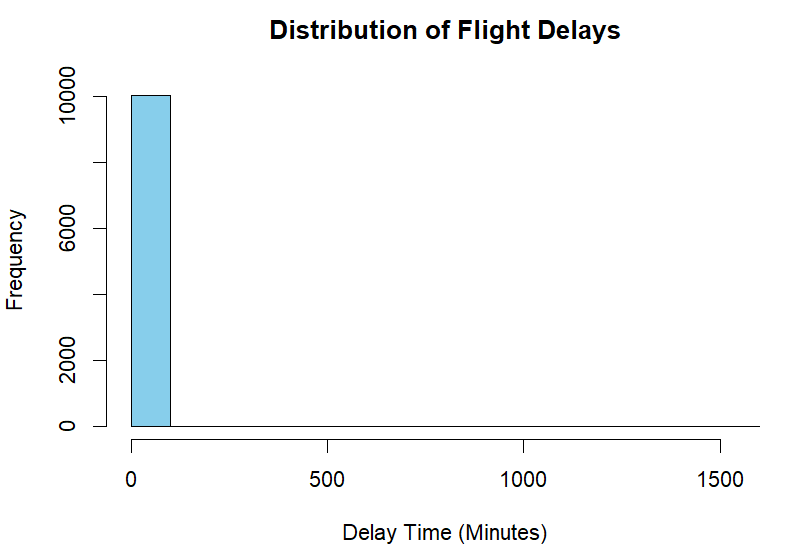 Distribution of Flight Delays
Frequency
10000
6000
2000
0
0 500 1000 1500
Delay Time (Minutes)